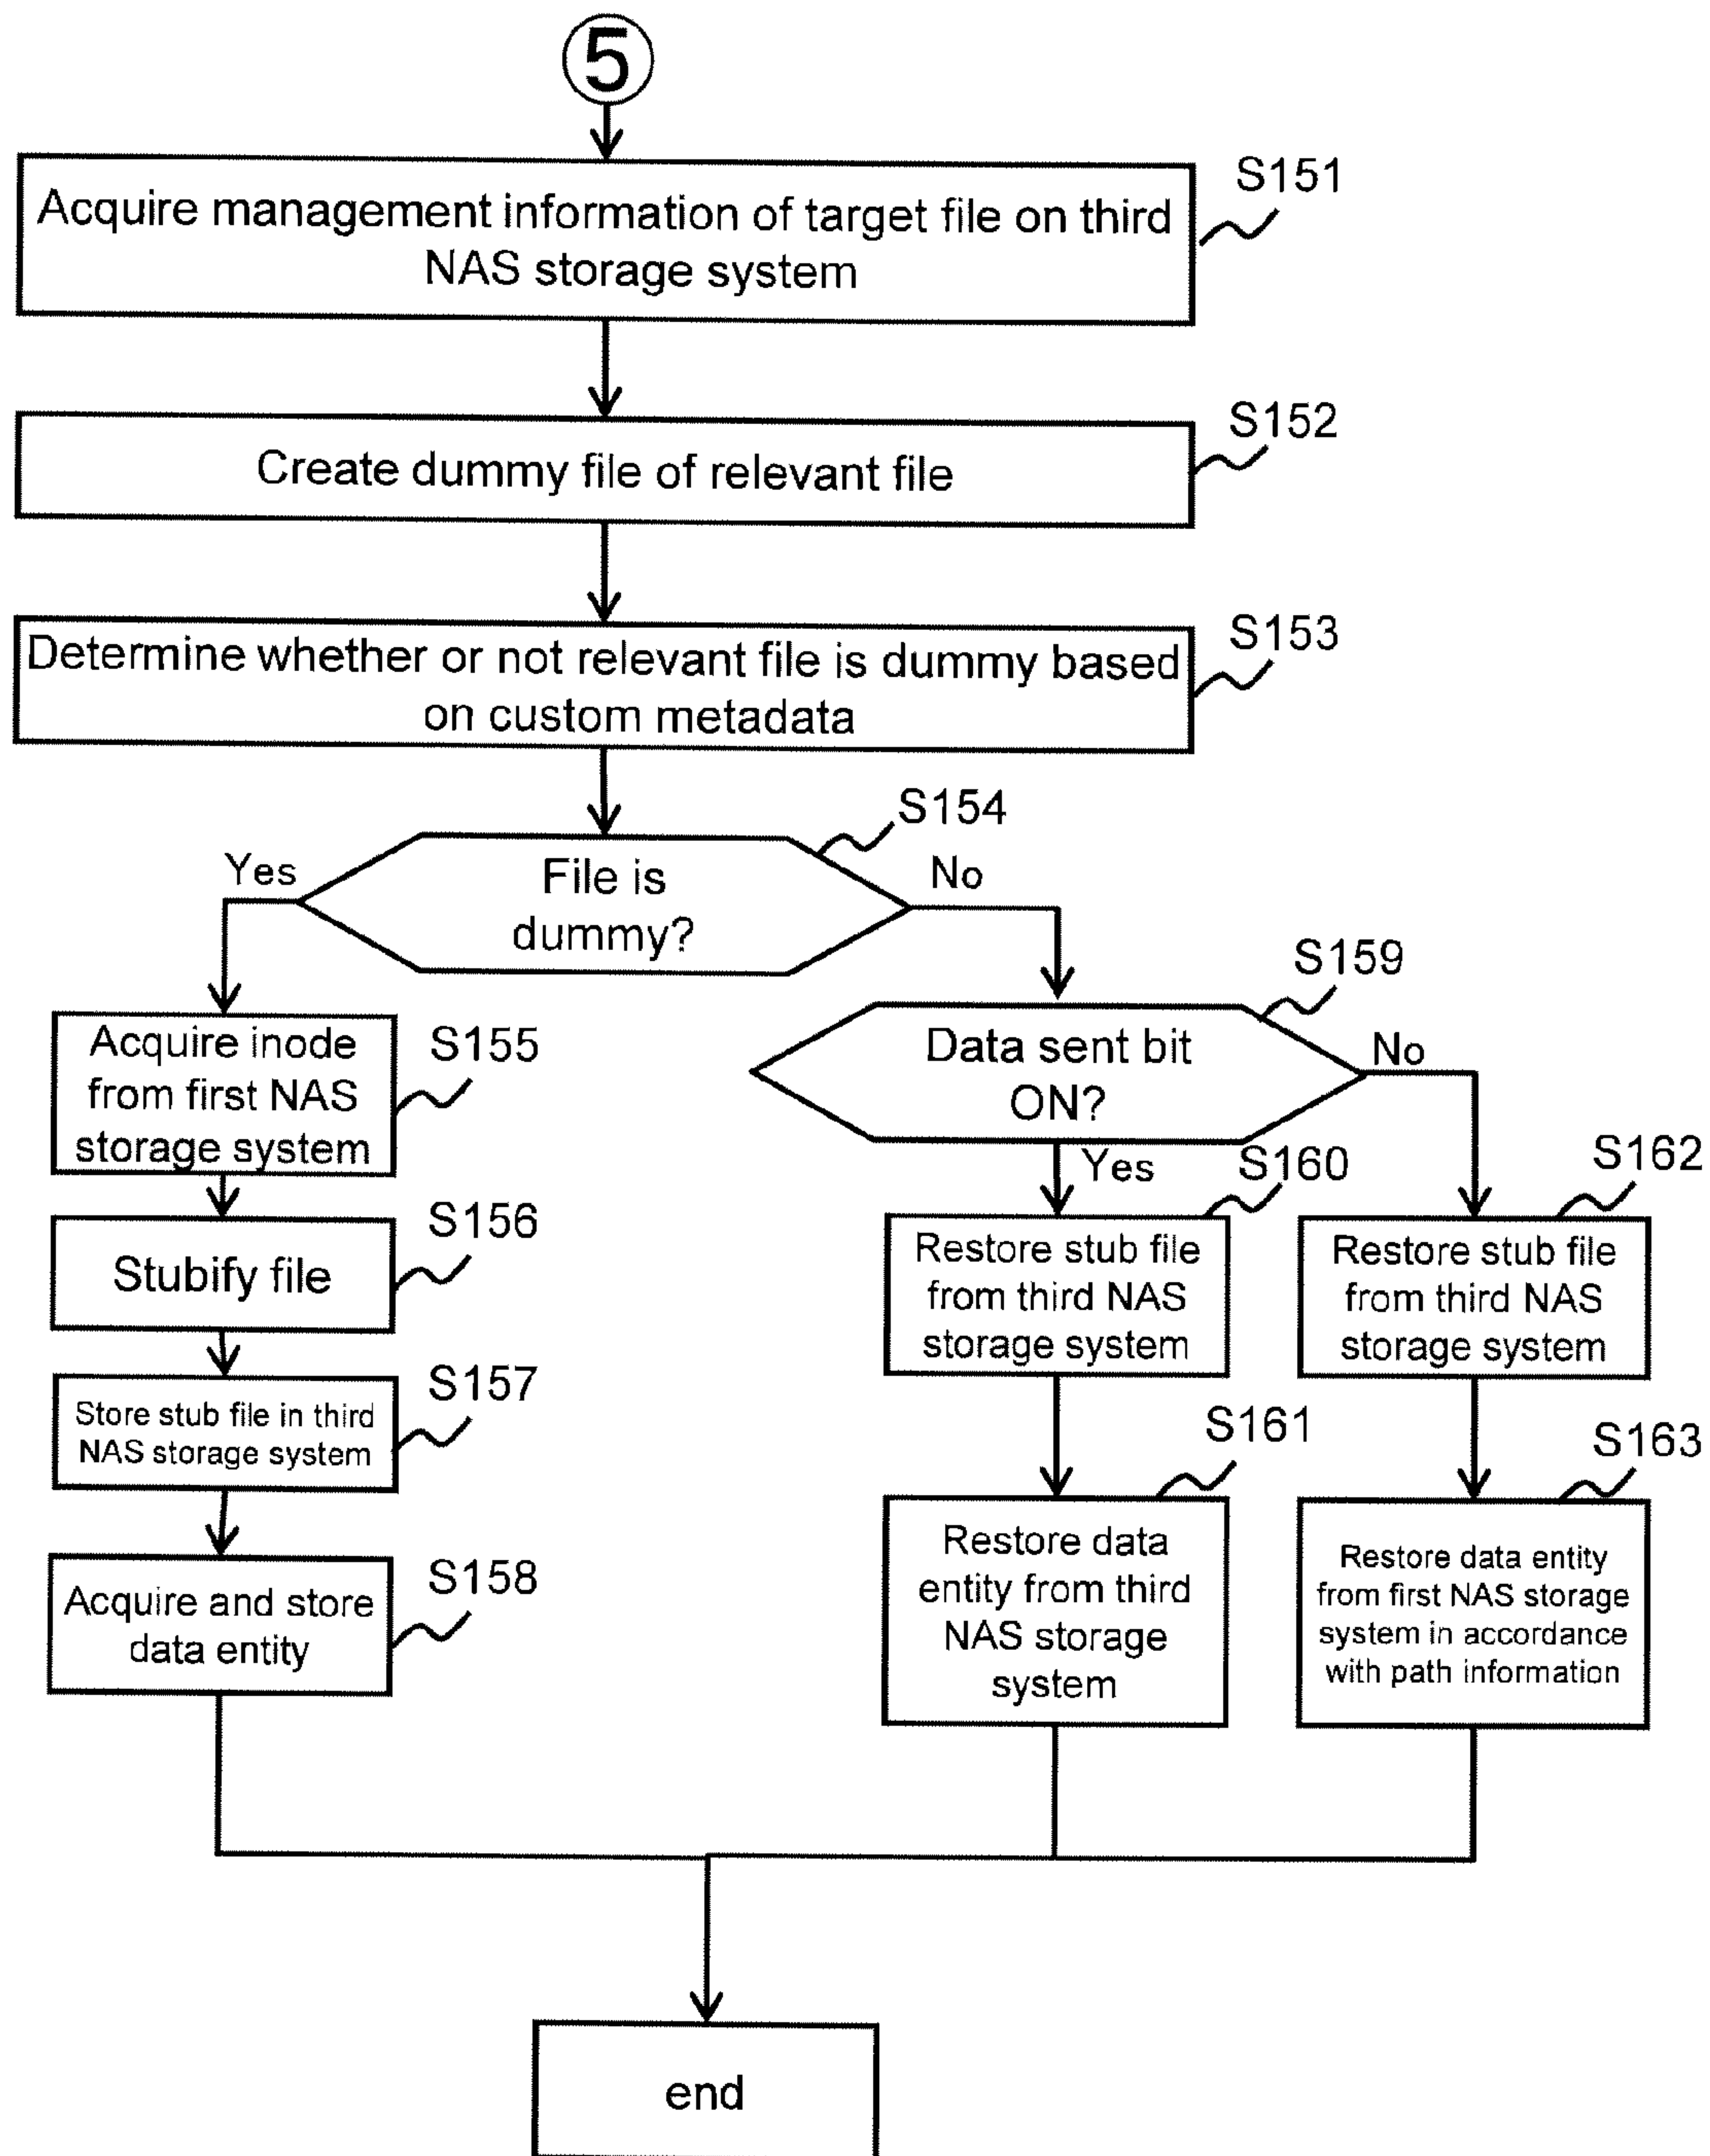 5
S151
Acquire management information of target file on third
NAS storage system
S152
Create dummy file of relevant file
S153
Determine whether or not relevant file is dummy based
on custom metadata
S154
Yes
File is
dummy?
No
S159
Acquire inode
from first NAS
storage system
S155
Data sent bit
ON?
No
Yes
S160
S162
S156
Stubify file
Restore stub file
from third NAS
storage system
Restore stub file
from third NAS
storage system
S157
Store stub file in third
NAS storage system
S161
S163
S158
Acquire and store
data entity
Restore data
entity from third
NAS storage
system
Restore data entity
from first NAS storage
system in accordance
with path information
end